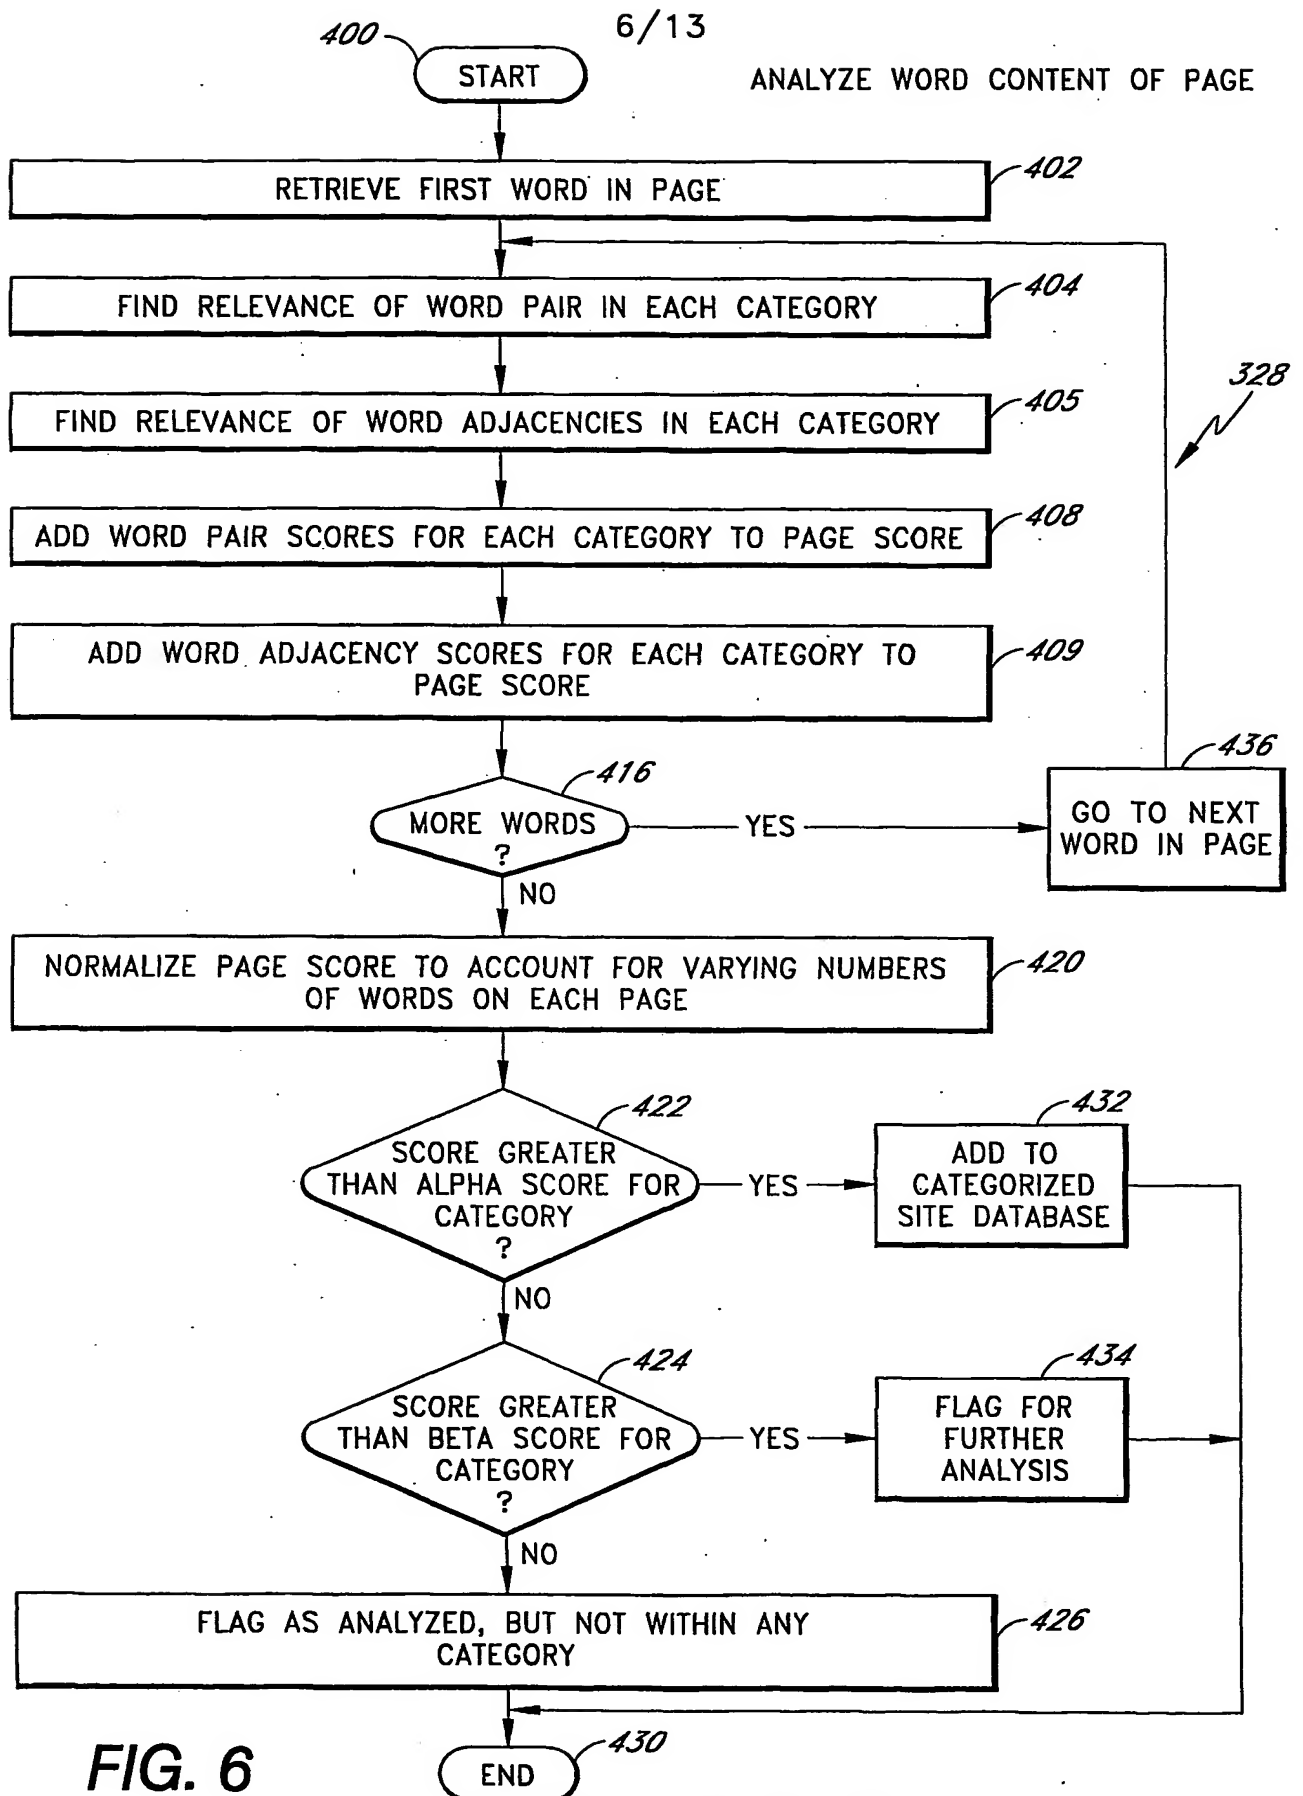 6/13
400
START
ANALYZE WORD CONTENT OF PAGE
RETRIEVE FIRST WORD IN PAGE
402
FIND RELEVANCE OF WORD PAIR IN EACH CATEGORY
404
328
FIND RELEVANCE OF WORD ADJACENCIES IN EACH CATEGORY
405
ADD WORD PAIR SCORES FOR EACH CATEGORY TO PAGE SCORE
408
ADD WORD ADJACENCY SCORES FOR EACH CATEGORY TO
PAGE SCORE
409
416
MORE WORDS
?
YES
436
GO TO NEXT
WORD IN PAGE
NO
NORMALIZE PAGE SCORE TO ACCOUNT FOR VARYING NUMBERS
OF WORDS ON EACH PAGE
420
422
SCORE GREATER
THAN ALPHA SCORE FOR
CATEGORY
?
YES
432
ADD TO
CATEGORIZED
SITE DATABASE
NO
424
SCORE GREATER
THAN BETA SCORE FOR
CATEGORY
?
YES
434
FLAG FOR
FURTHER
ANALYSIS
NO
FLAG AS ANALYZED, BUT NOT WITHIN ANY
CATEGORY
426
430
END
FIG. 6